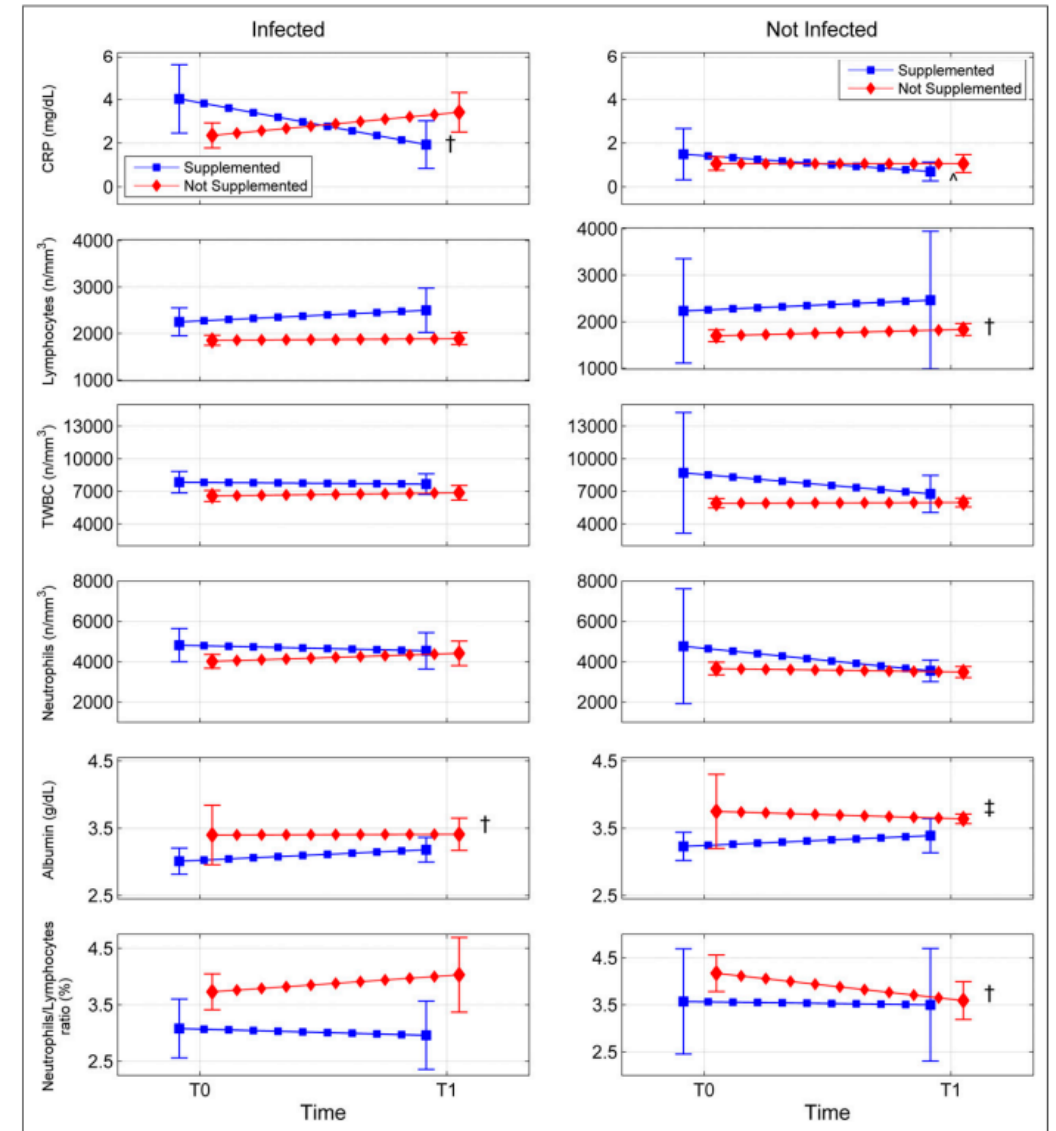 Infected
Not Infected
CRP (mg/dL)
6
4
2
0
†
Supplemented
Not Supplemented
6
4
2
0
^
Supplemented
Not Supplemented
Lymphocytes (n/mm³)
4000
3000
2000
1000
4000
3000
2000
1000
†
TWBC (n/mm³)
13000
10000
7000
4000
13000
10000
7000
4000
Neutrophils (n/mm³)
8000
6000
4000
2000
8000
6000
4000
2000
Albumin (g/dL)
4.5
3.5
2.5
†
4.5
3.5
2.5
‡
Neutrophils/Lymphocytes
ratio (%)
4.5
3.5
2.5
4.5
3.5
2.5
†
T0
T1
T0
T1
Time
Time